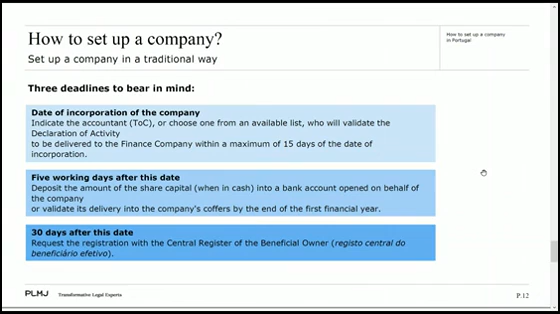 How to set up a company?
Set up a company in a traditional way
How to set up a company
in Portugal
Three deadlines to bear in mind:
Date of incorporation of the company
Indicate the accountant (ToC), or choose one from an available list, who will validate the
Declaration of Activity
to be delivered to the Finance Company within a maximum of 15 days of the date of
incorporation.
Five working days after this date
Deposit the amount of the share capital (when in cash) into a bank account opened on behalf of
the company
or validate its delivery into the company's coffers by the end of the first financial year.
30 days after this date
Request the registration with the Central Register of the Beneficial Owner (registo central do
beneficiário efetivo).
PLMJ
Transformative Legal Experts
P.12